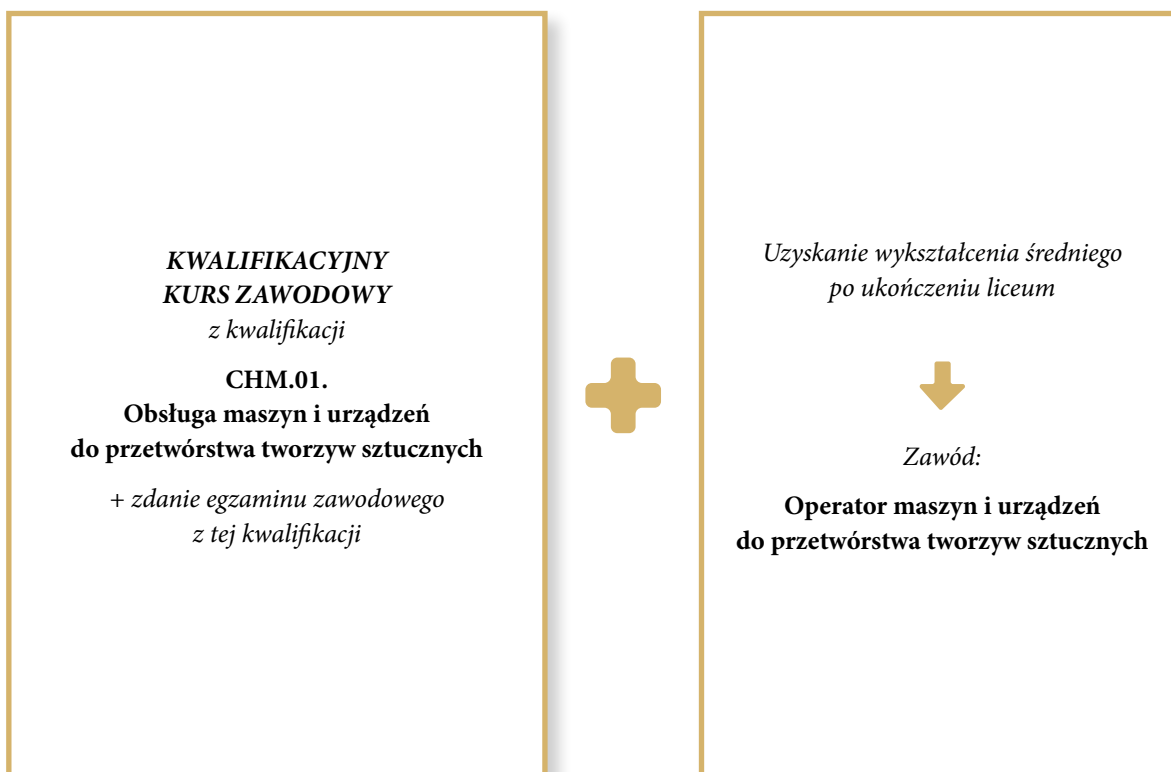 KWALIFIKACYJNY
KURS ZAWODOWY
z kwalifikacji
CHM.01.
Obsługa maszyn i urządzeń
do przetwórstwa tworzyw sztucznych
+ zdanie egzaminu zawodowego
z tej kwalifikacji
Uzyskanie wykształcenia średniego
po ukończeniu liceum
Zawód:
Operator maszyn i urządzeń
do przetwórstwa tworzyw sztucznych